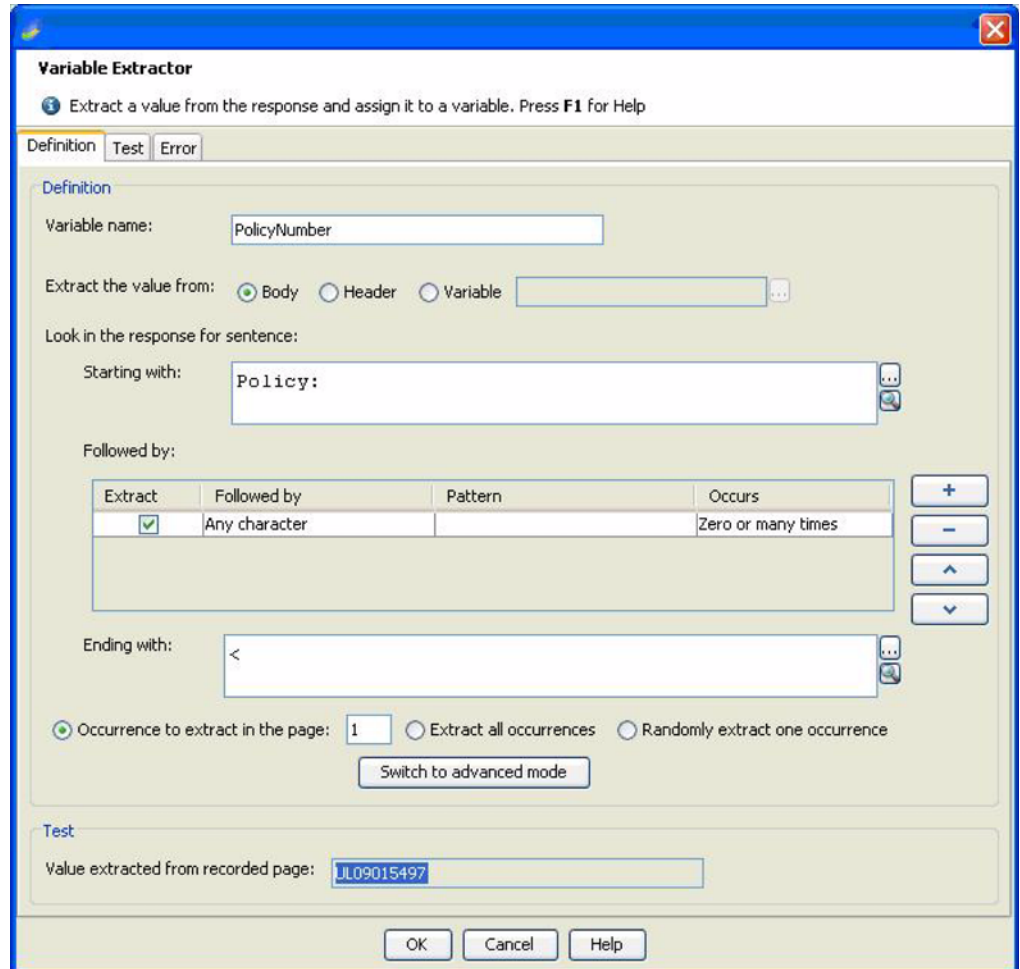 Variable Extractor
Extract a value from the response and assign it to a variable. Press F1 for Help
Definition Test Error
Definition
Variable name: PolicyNumber
Extract the value from: Body Header Variable ...
Look in the response for sentence:
Starting with: Policy: ...
Followed by:
Extract Followed by Pattern Occurs +
Any character Zero or many times −
Ending with: < ...
Occurrence to extract in the page: 1 Extract all occurrences Randomly extract one occurrence
Switch to advanced mode
Test
Value extracted from recorded page: UL09015497
OK Cancel Help